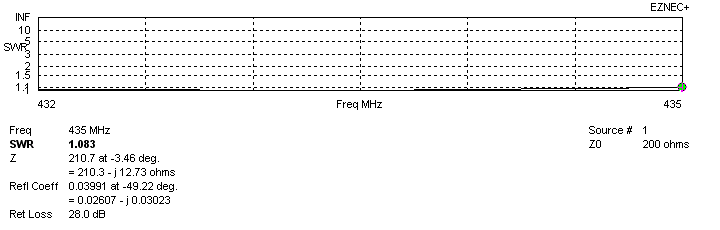 EZNEC+
INF
10
5
SWR
3
2
1.5
1.1
1
432
Freq MHz
435
Freq 435 MHz Source # 1
SWR 1.083 Z0 200 ohms
Z 210.7 at -3.46 deg.
= 210.3 - j 12.73 ohms
Refl Coeff 0.03991 at -49.22 deg.
= 0.02607 - j 0.03023
Ret Loss 28.0 dB